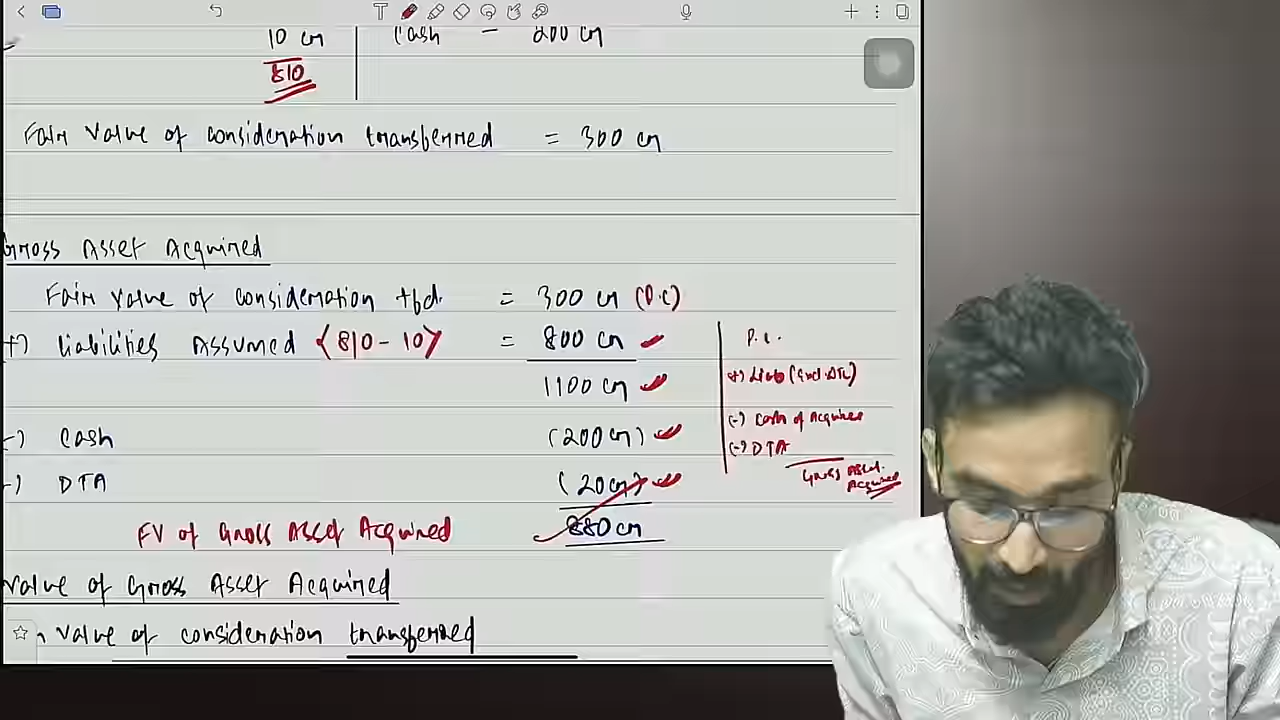 10 cr
Cash - 200 cr
810
Fair Value of consideration transferred = 300 cr
Gross Asset Acquired
Fair Value of consideration tfd. = 300 cr (P.C)
+) Liabilities Assumed <810-10> = 800 cr
1100 cr
-) Cash (200 cr)
-) DTA (20 cr)
FV of Gross Asset Acquired 880 cr
P.C.
(+) Liab (Excl. DTL)
(-) Cash of Acquiree
(-) DTA
Gross Asset Acquired
Value of Gross Asset Acquired
Value of consideration transferred